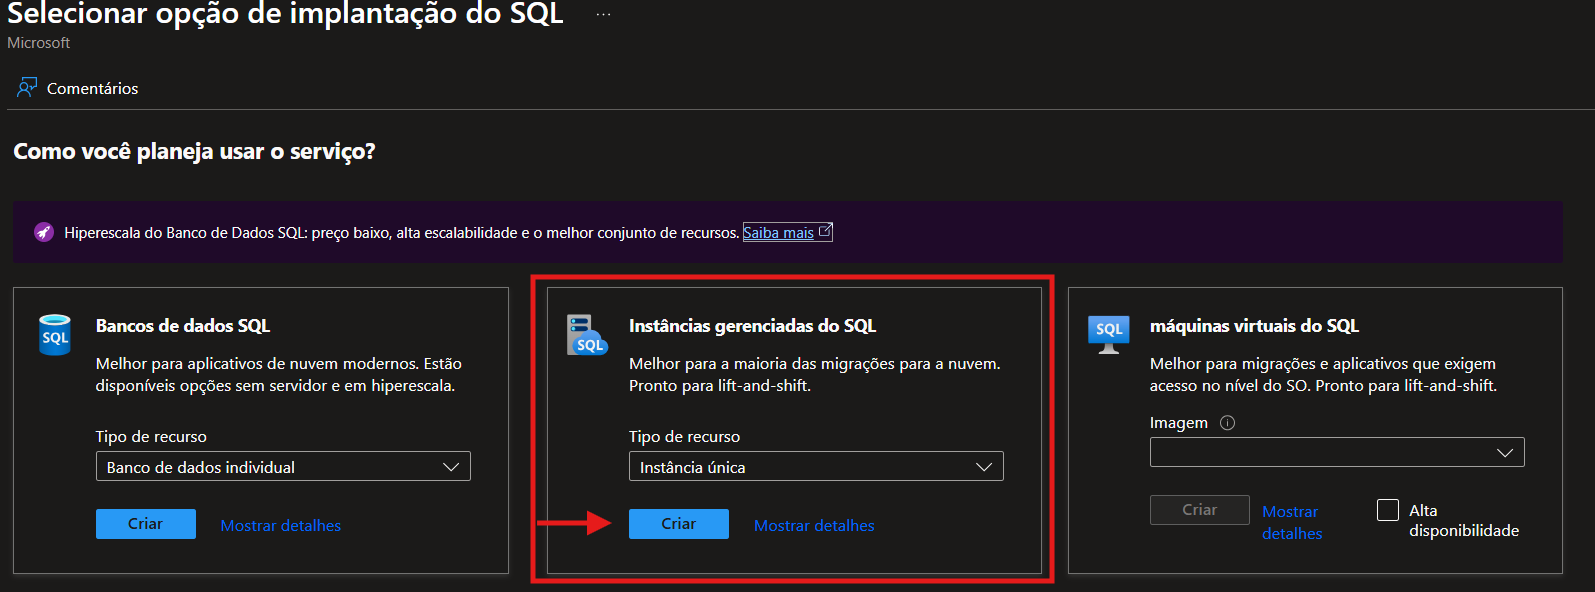 Selecionar opção de implantação do SQL ...
Microsoft
Comentários
Como você planeja usar o serviço?
Hiperescala do Banco de Dados SQL: preço baixo, alta escalabilidade e o melhor conjunto de recursos. Saiba mais
SQL
Bancos de dados SQL
Melhor para aplicativos de nuvem modernos. Estão
disponíveis opções sem servidor e em hiperescala.
Tipo de recurso
Banco de dados individual
Criar
Mostrar detalhes
SQL
Instâncias gerenciadas do SQL
Melhor para a maioria das migrações para a nuvem.
Pronto para lift-and-shift.
Tipo de recurso
Instância única
Criar
Mostrar detalhes
SQL
máquinas virtuais do SQL
Melhor para migrações e aplicativos que exigem
acesso no nível do SO. Pronto para lift-and-shift.
Imagem
Criar
Mostrar
detalhes
Alta
disponibilidade